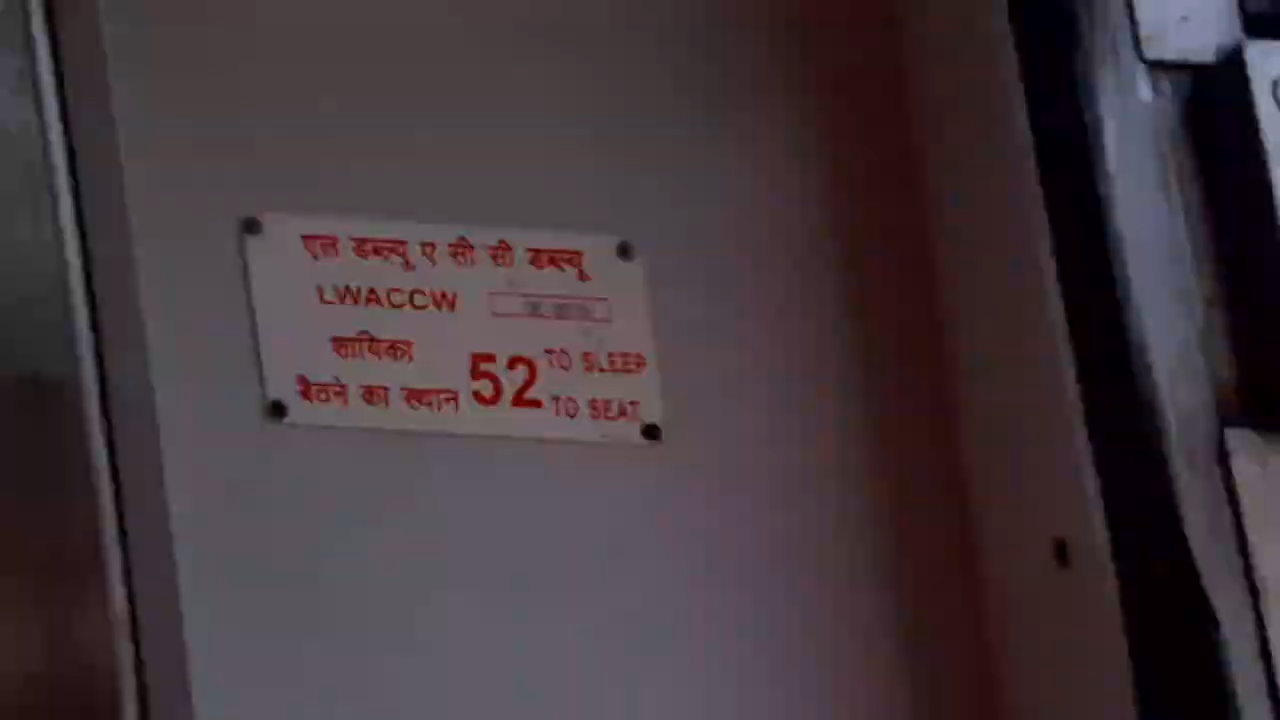 एल डब्ल्यू ए सी सी डब्ल्यू
LWACCW
शायिका
बैठने का स्थान 52 TO SLEEP
TO SEAT